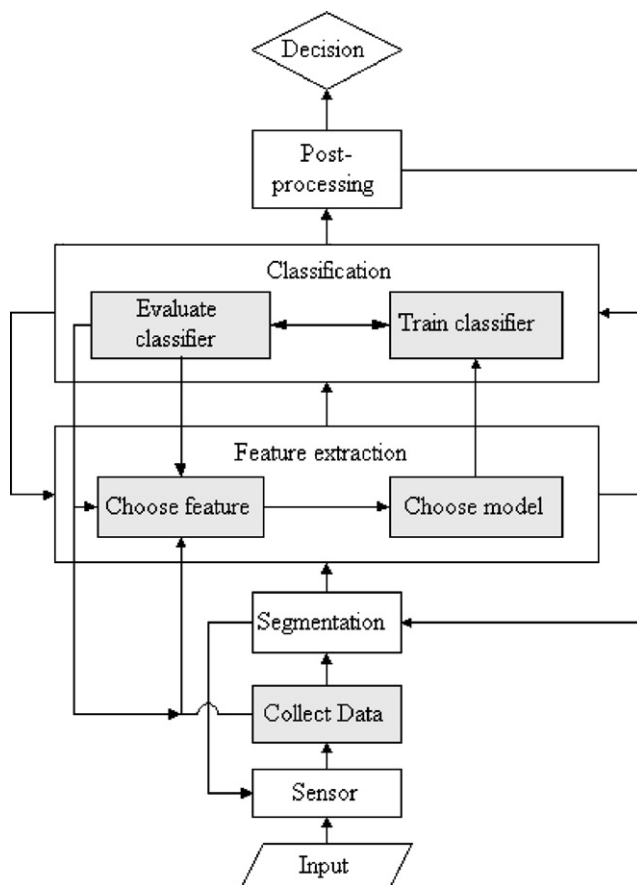 Decision
Post-
processing
Classification
Evaluate
classifier
Train classifier
Feature extraction
Choose feature
Choose model
Segmentation
Collect Data
Sensor
Input